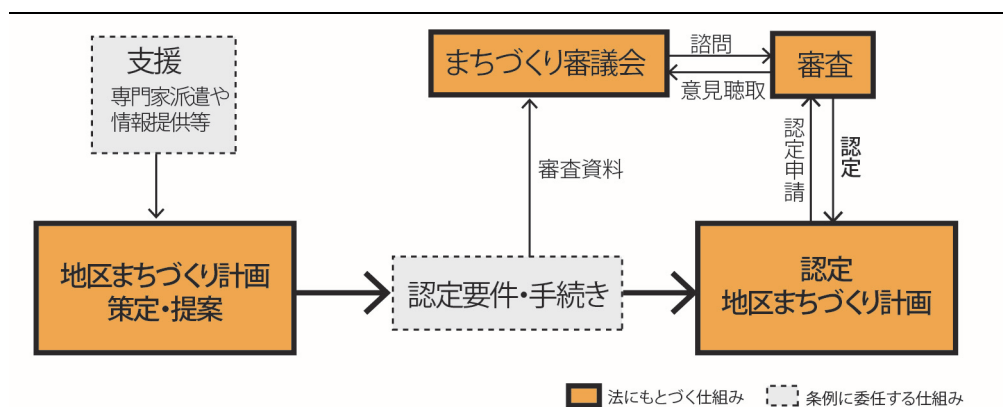 支援
専門家派遣や
情報提供等
まちづくり審議会
諮問
意見聴取
審査
審査資料
認定申請
認定
地区まちづくり計画
策定・提案
認定要件・手続き
認定
地区まちづくり計画
法にもとづく仕組み
条例に委任する仕組み